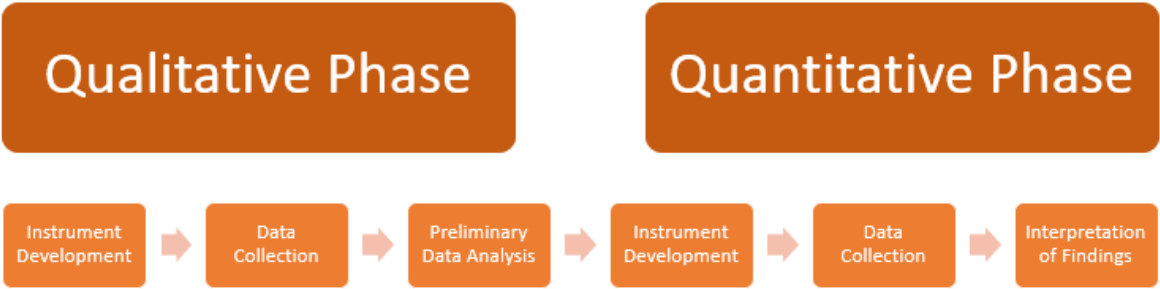 Qualitative Phase
Quantitative Phase
Instrument
Development
Data
Collection
Preliminary
Data Analysis
Instrument
Development
Data
Collection
Interpretation
of Findings